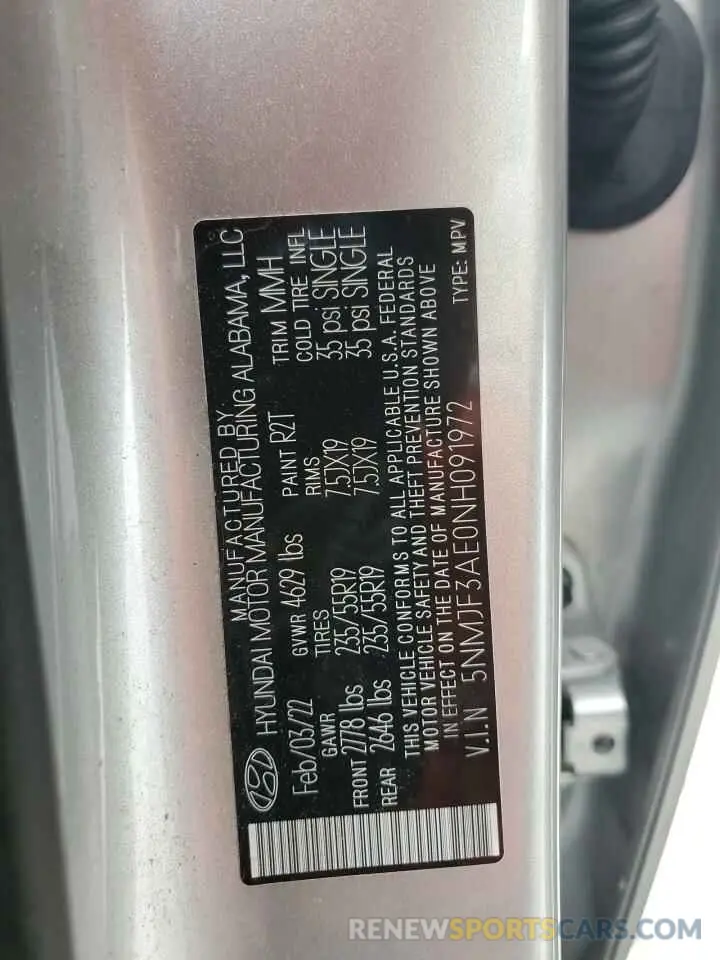 MANUFACTURED BY
HYUNDAI MOTOR MANUFACTURING ALABAMA, LLC
Feb/03/22 GVWR 4629 lbs PAINT R2T TRIM MMH
GAWR TIRES RIMS COLD TIRE INFL
FRONT 2778 lbs 235/55R19 7.5JX19 35 psi SINGLE
REAR 2646 lbs 235/55R19 7.5JX19 35 psi SINGLE
THIS VEHICLE CONFORMS TO ALL APPLICABLE U.S.A. FEDERAL
MOTOR VEHICLE SAFETY AND THEFT PREVENTION STANDARDS
IN EFFECT ON THE DATE OF MANUFACTURE SHOWN ABOVE
V.I.N 5NMJF3AE0NH091972 TYPE: MPV
RENEWSPORTSCARS.COM